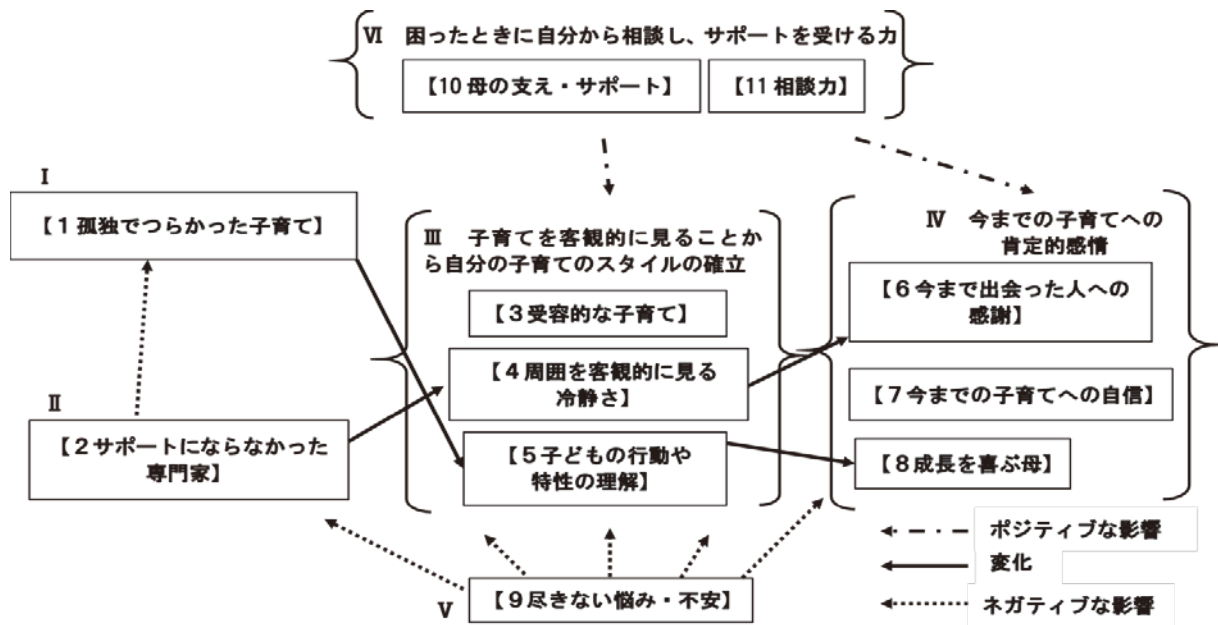 Ⅵ 困ったときに自分から相談し、サポートを受ける力
【10母の支え・サポート】
【11相談力】
Ⅰ
【1孤独でつらかった子育て】
Ⅱ
【2サポートにならなかった
専門家】
Ⅲ 子育てを客観的に見ることか
ら自分の子育てのスタイルの確立
【3受容的な子育て】
【4周囲を客観的に見る
冷静さ】
【5子どもの行動や
特性の理解】
Ⅳ 今までの子育てへの
肯定的感情
【6今まで出会った人への
感謝】
【7今までの子育てへの自信】
【8成長を喜ぶ母】
Ⅴ
【9尽きない悩み・不安】
ポジティブな影響
変化
ネガティブな影響